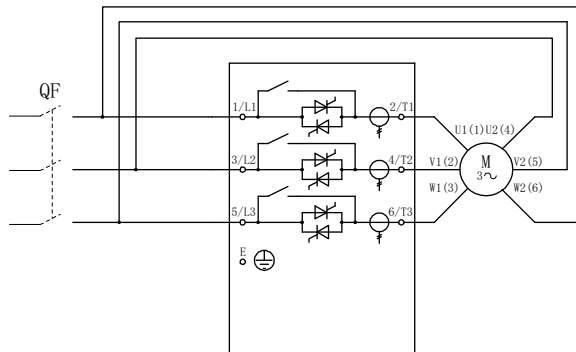 QF
1/L1
2/T1
U1(1) U2(4)
3/L2
4/T2
V1(2)
M
3~
V2(5)
W1(3)
W2(6)
5/L3
6/T3
E